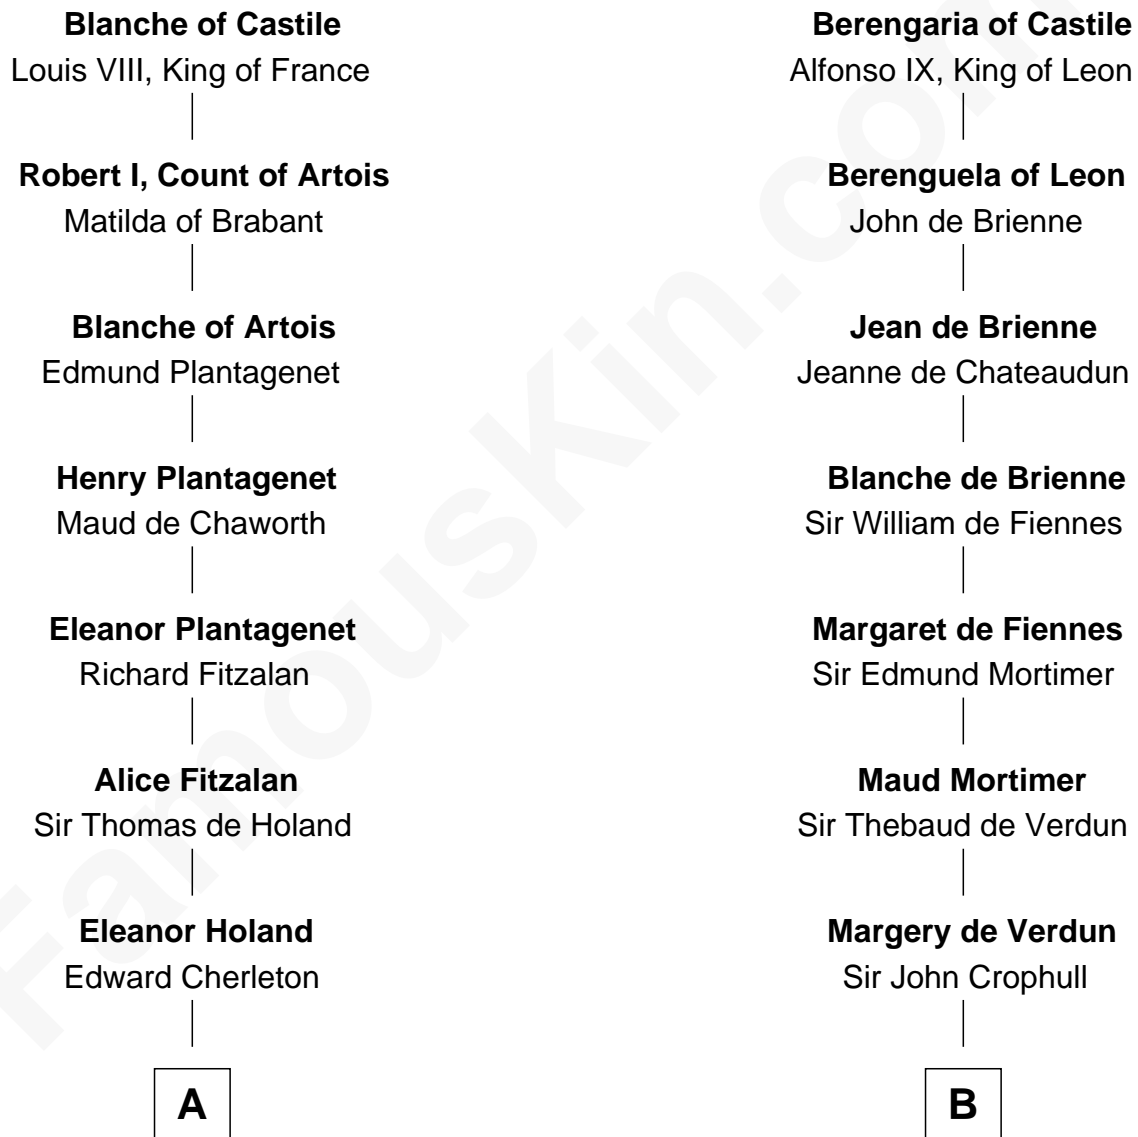 Blanche of Castile
Louis VIII, King of France
Robert I, Count of Artois
Matilda of Brabant
Blanche of Artois
Edmund Plantagenet
Henry Plantagenet
Maud de Chaworth
Eleanor Plantagenet
Richard Fitzalan
Alice Fitzalan
Sir Thomas de Holand
Eleanor Holand
Edward Cherleton
A
Berengaria of Castile
Alfonso IX, King of Leon
Berenguela of Leon
John de Brienne
Jean de Brienne
Jeanne de Chateaudun
Blanche de Brienne
Sir William de Fiennes
Margaret de Fiennes
Sir Edmund Mortimer
Maud Mortimer
Sir Thebaud de Verdun
Margery de Verdun
Sir John Crophull
B
FamousKin.com